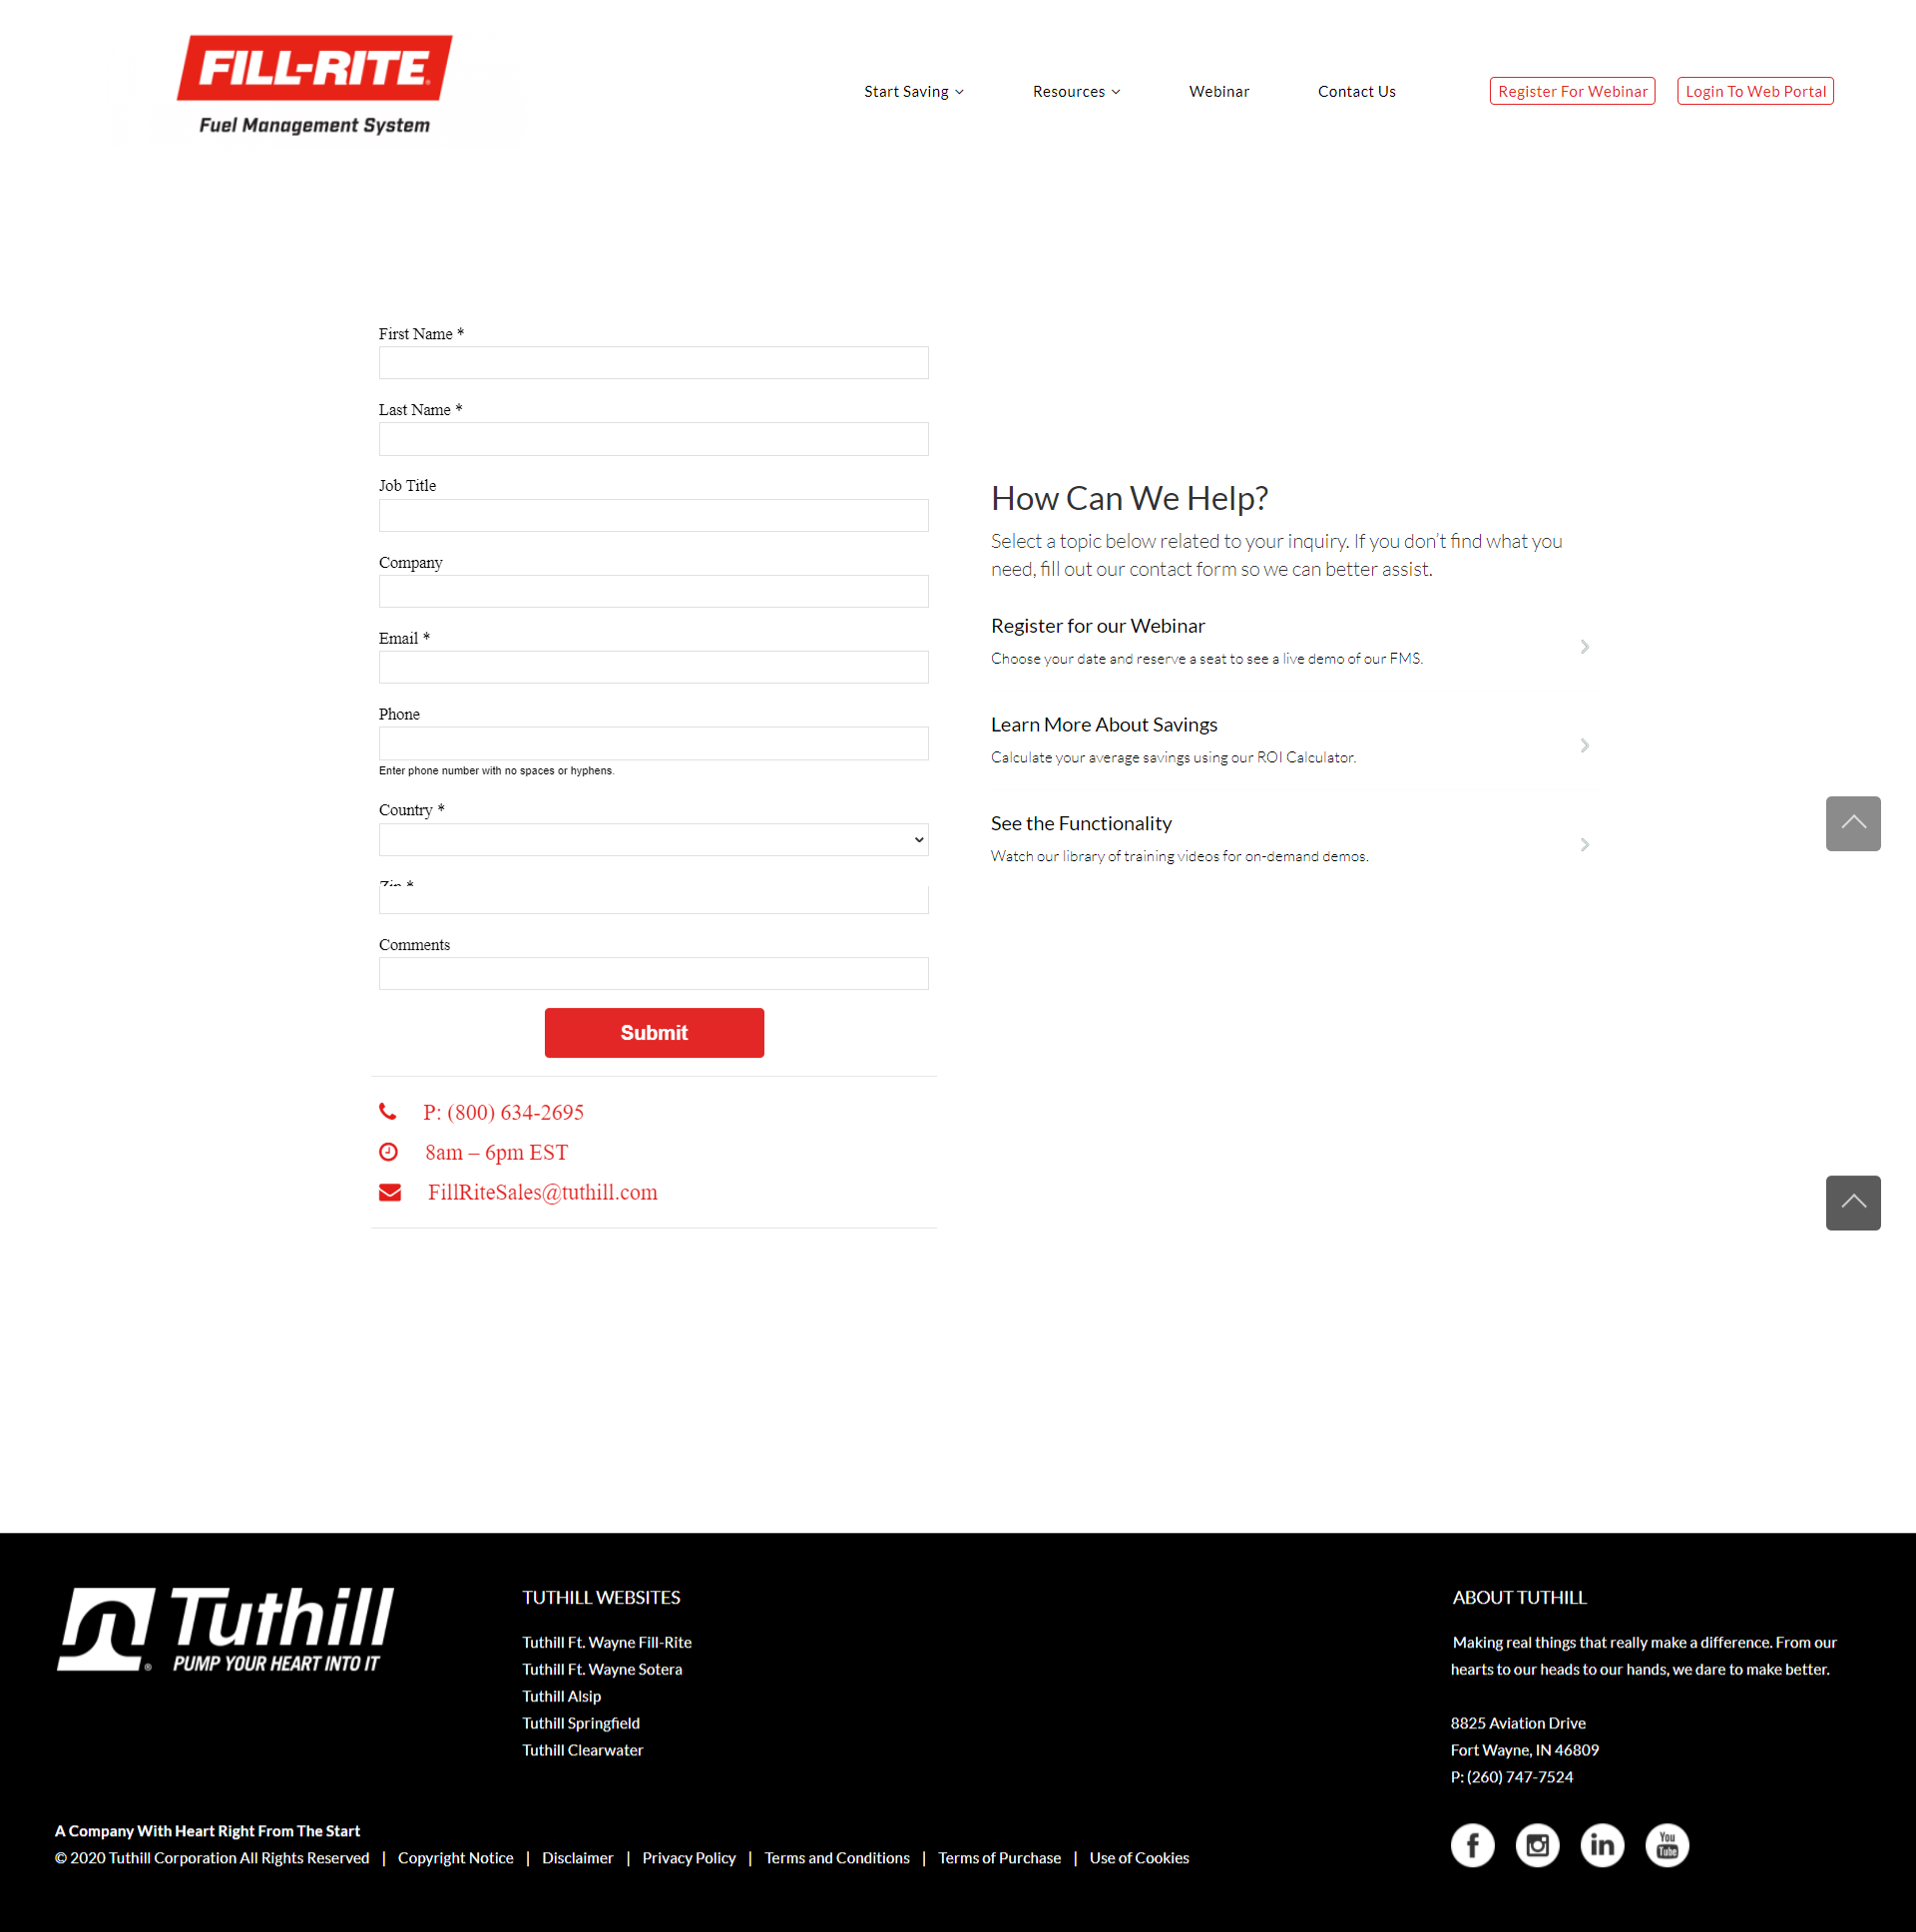 FILL-RITE
Fuel Management System
Start Saving
Resources
Webinar
Contact Us
Register For Webinar
Login To Web Portal
First Name *
Last Name *
Job Title
Company
Email *
Phone
Enter phone number with no spaces or hyphens.
Country *
Zip *
Comments
Submit
P: (800) 634-2695
8am – 6pm EST
FillRiteSales@tuthill.com
How Can We Help?
Select a topic below related to your inquiry. If you don’t find what you
need, fill out our contact form so we can better assist.
Register for our Webinar
Choose your date and reserve a seat to see a live demo of our FMS.
Learn More About Savings
Calculate your average savings using our ROI Calculator.
See the Functionality
Watch our library of training videos for on-demand demos.
Tuthill
PUMP YOUR HEART INTO IT
TUTHILL WEBSITES
Tuthill Ft. Wayne Fill-Rite
Tuthill Ft. Wayne Sotera
Tuthill Alsip
Tuthill Springfield
Tuthill Clearwater
ABOUT TUTHILL
Making real things that really make a difference. From our
hearts to our heads to our hands, we dare to make better.
8825 Aviation Drive
Fort Wayne, IN 46809
P: (260) 747-7524
A Company With Heart Right From The Start
© 2020 Tuthill Corporation All Rights Reserved | Copyright Notice | Disclaimer | Privacy Policy | Terms and Conditions | Terms of Purchase | Use of Cookies
f
in
You
Tube